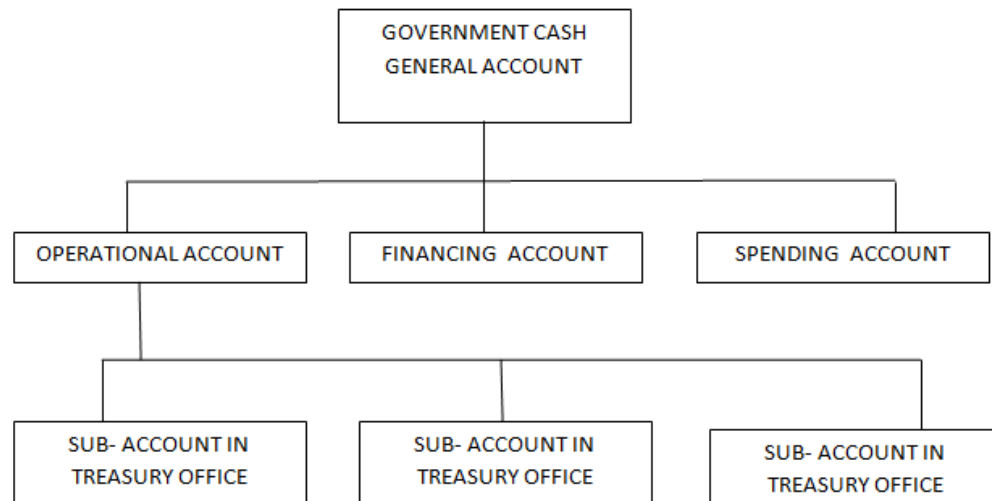 GOVERNMENT CASH
GENERAL ACCOUNT
OPERATIONAL ACCOUNT
FINANCING ACCOUNT
SPENDING ACCOUNT
SUB- ACCOUNT IN
TREASURY OFFICE
SUB- ACCOUNT IN
TREASURY OFFICE
SUB- ACCOUNT IN
TREASURY OFFICE